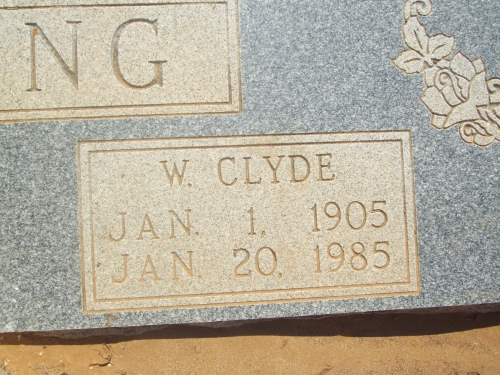 NG
W. CLYDE
JAN. 1, 1905
JAN. 20, 1985